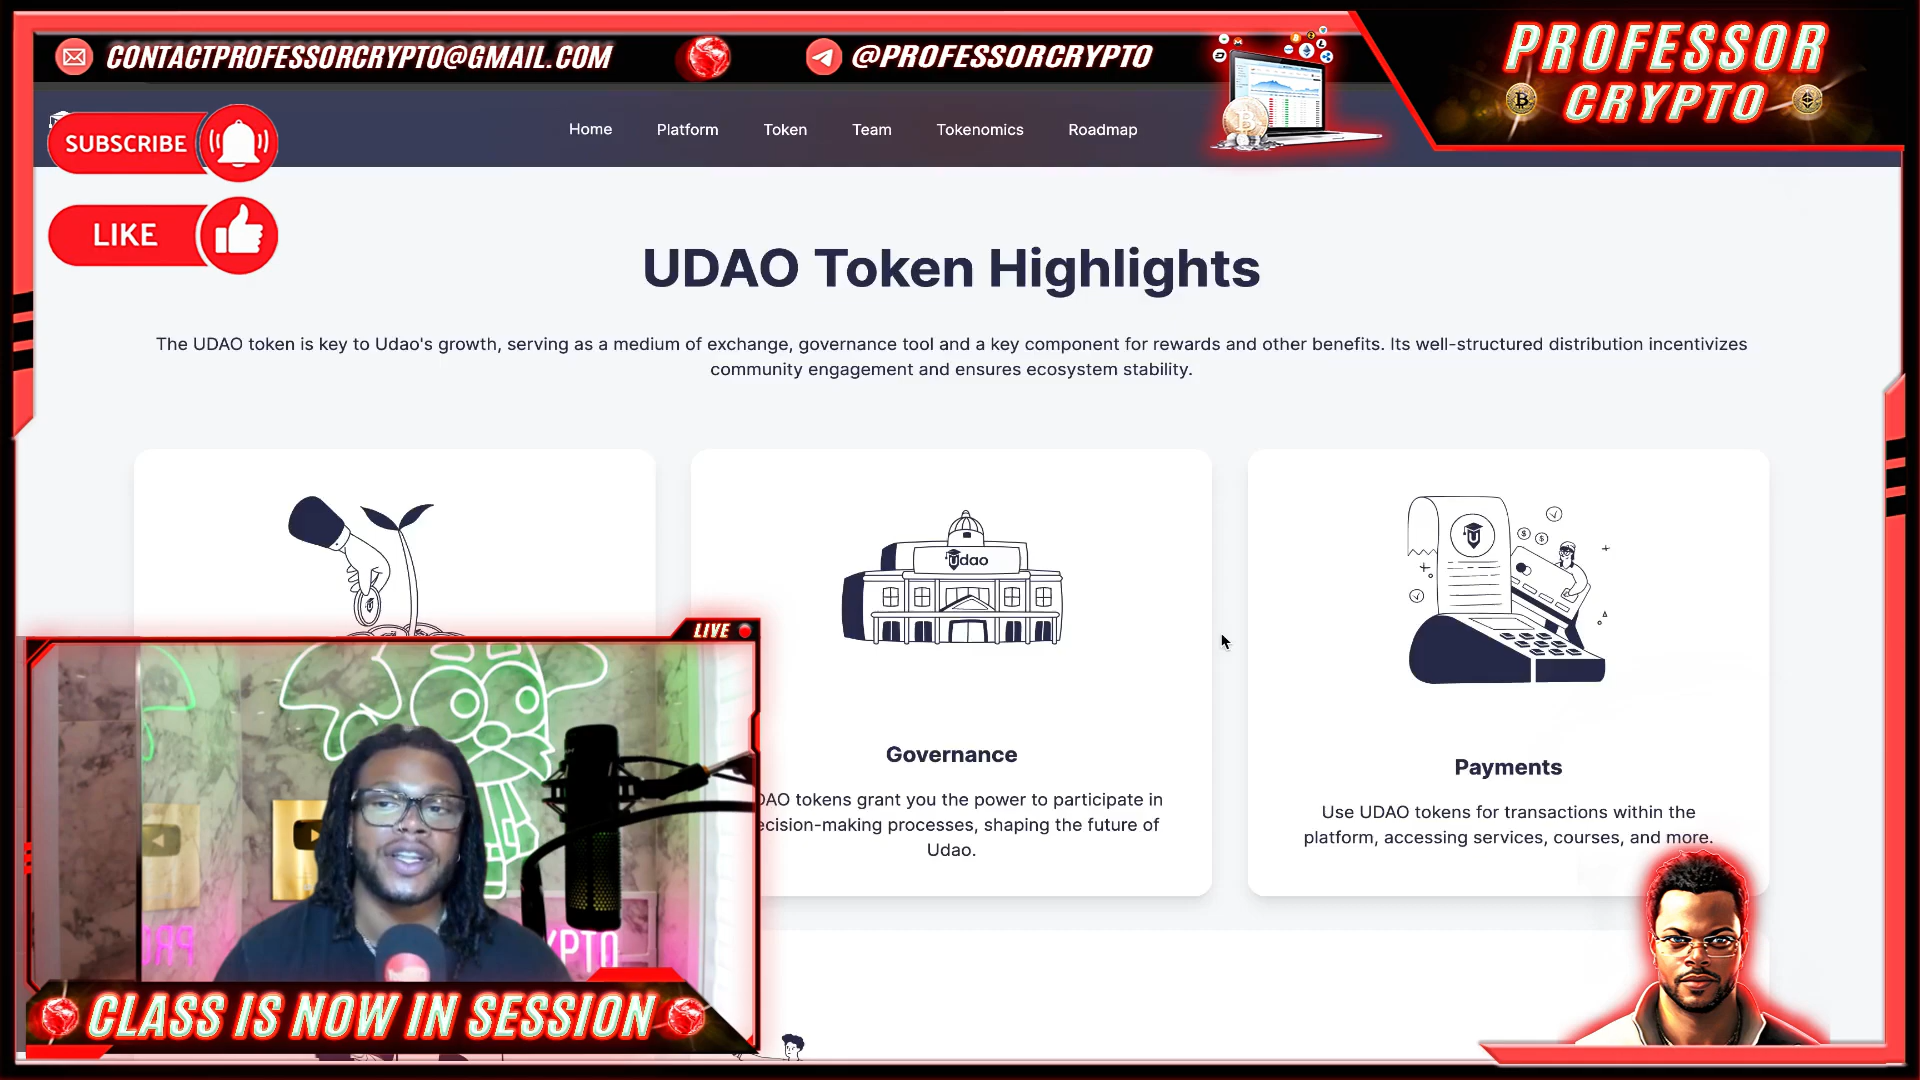 CONTACTPROFESSORCRYPTO@GMAIL.COM
@PROFESSORCRYPTO
PROFESSOR
CRYPTO
SUBSCRIBE
LIKE
Home
Platform
Token
Team
Tokenomics
Roadmap
UDAO Token Highlights
The UDAO token is key to Udao's growth, serving as a medium of exchange, governance tool and a key component for rewards and other benefits. Its well-structured distribution incentivizes
community engagement and ensures ecosystem stability.
udao
Governance
DAO tokens grant you the power to participate in
ecision-making processes, shaping the future of
Udao.
Payments
Use UDAO tokens for transactions within the
platform, accessing services, courses, and more.
LIVE
YPTO
CLASS IS NOW IN SESSION